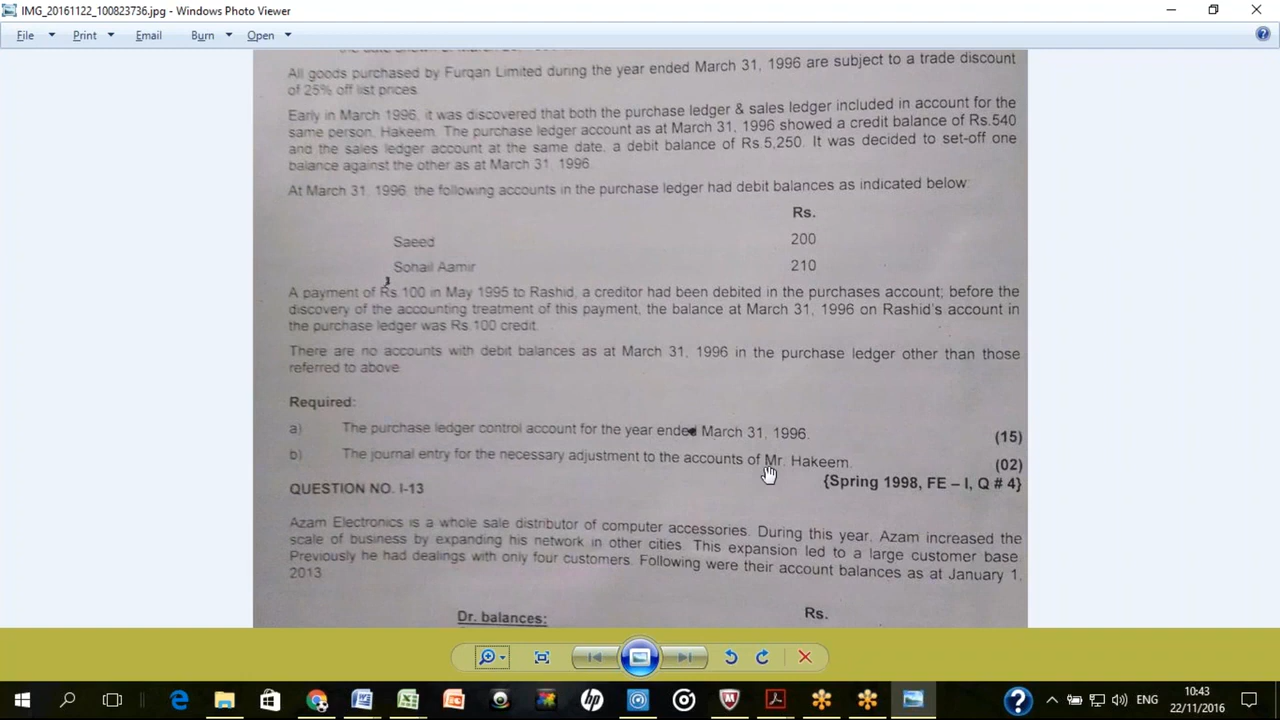 IMG_20161122_100823736.jpg - Windows Photo Viewer
File Print Email Burn Open
All goods purchased by Furqan Limited during the year ended March 31, 1996 are subject to a trade discount
of 25% off list prices.
Early in March 1996, it was discovered that both the purchase ledger & sales ledger included in account for the
same person, Hakeem. The purchase ledger account as at March 31, 1996 showed a credit balance of Rs.540
and the sales ledger account at the same date, a debit balance of Rs.5,250. It was decided to set-off one
balance against the other as at March 31, 1996.
At March 31, 1996, the following accounts in the purchase ledger had debit balances as indicated below:
Rs.
Saeed 200
Sohail Aamir 210
A payment of Rs.100 in May 1995 to Rashid, a creditor had been debited in the purchases account; before the
discovery of the accounting treatment of this payment, the balance at March 31, 1996 on Rashid's account in
the purchase ledger was Rs.100 credit.
There are no accounts with debit balances as at March 31, 1996 in the purchase ledger other than those
referred to above.
Required:
a) The purchase ledger control account for the year ended March 31, 1996. (15)
b) The journal entry for the necessary adjustment to the accounts of Mr. Hakeem. (02)
{Spring 1998, FE – I, Q # 4}
QUESTION NO. I-13
Azam Electronics is a whole sale distributor of computer accessories. During this year, Azam increased the
scale of business by expanding his network in other cities. This expansion led to a large customer base.
Previously he had dealings with only four customers. Following were their account balances as at January 1,
2013.
Dr. balances: Rs.
ENG
10:43
22/11/2016